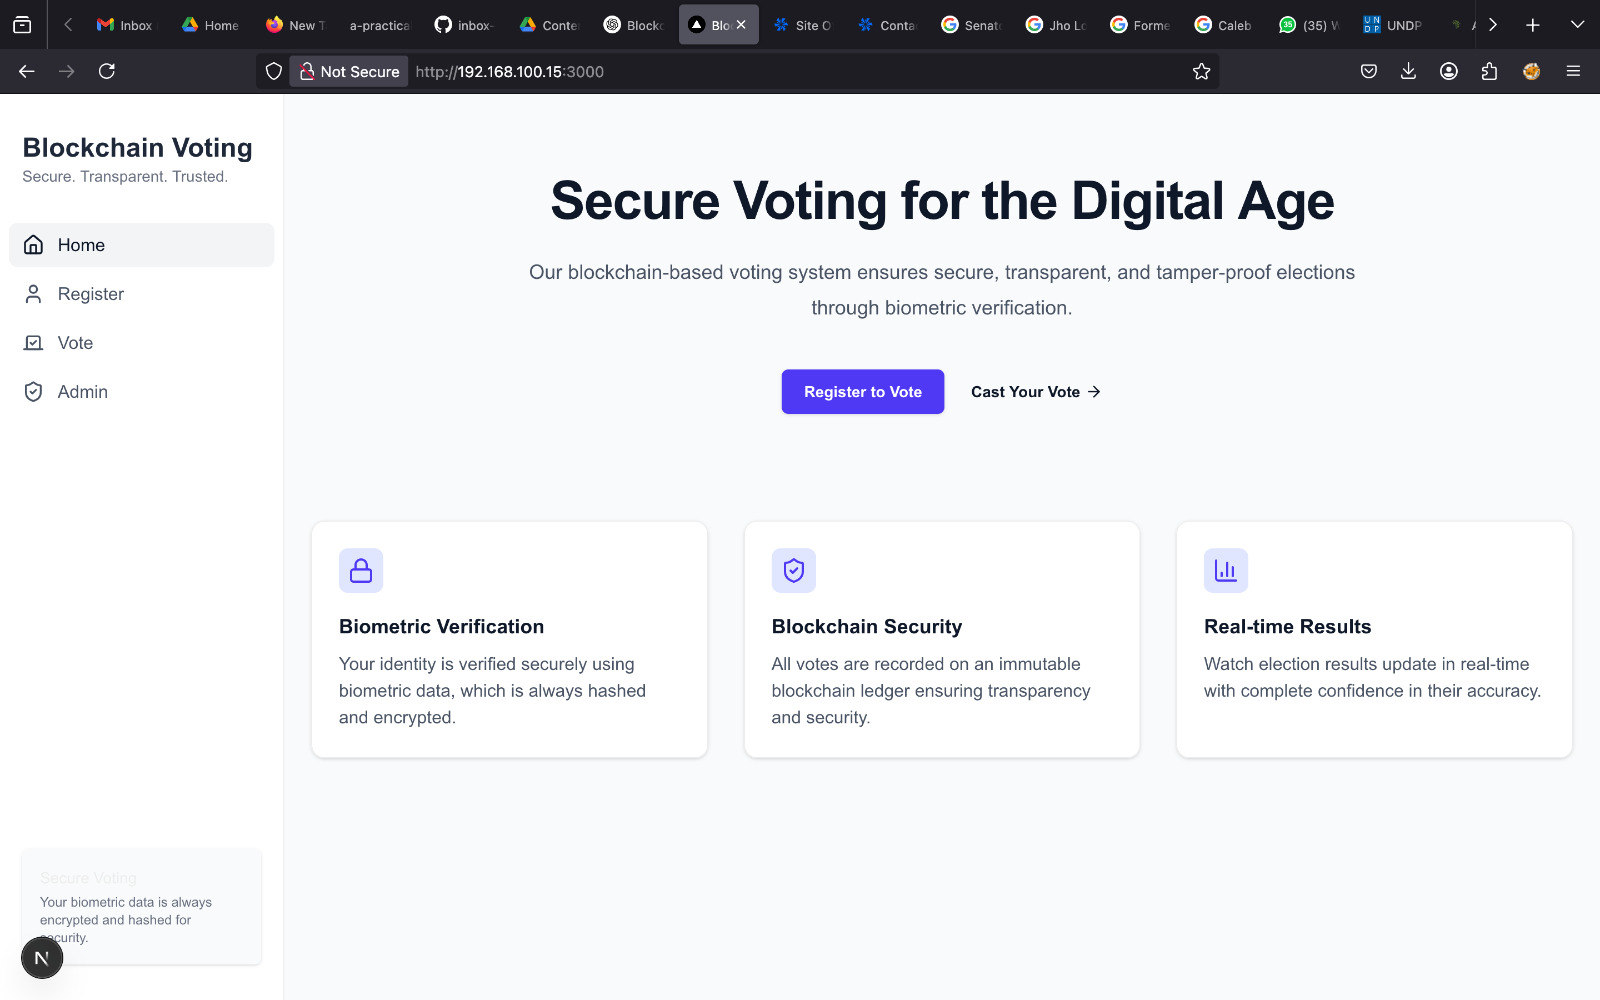 Inbox
Home
New T
a-practica
inbox-
Conte
Blockc
Blo
Site O
Conta
Senat
Jho Lo
Forme
Caleb
35
(35) W
UNDP
Not Secure
http://192.168.100.15:3000
Blockchain Voting
Secure. Transparent. Trusted.
Home
Register
Vote
Admin
Secure Voting for the Digital Age
Our blockchain-based voting system ensures secure, transparent, and tamper-proof elections
through biometric verification.
Register to Vote
Cast Your Vote →
Biometric Verification
Your identity is verified securely using
biometric data, which is always hashed
and encrypted.
Blockchain Security
All votes are recorded on an immutable
blockchain ledger ensuring transparency
and security.
Real-time Results
Watch election results update in real-time
with complete confidence in their accuracy.
Secure Voting
Your biometric data is always
encrypted and hashed for
security.
N